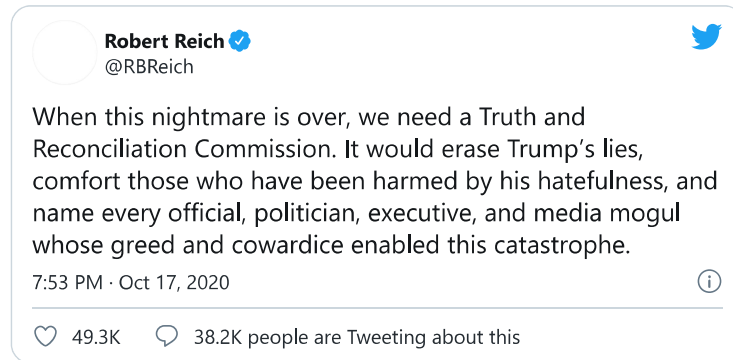 Robert Reich
@RBReich
When this nightmare is over, we need a Truth and
Reconciliation Commission. It would erase Trump’s lies,
comfort those who have been harmed by his hatefulness, and
name every official, politician, executive, and media mogul
whose greed and cowardice enabled this catastrophe.
7:53 PM · Oct 17, 2020
49.3K 38.2K people are Tweeting about this